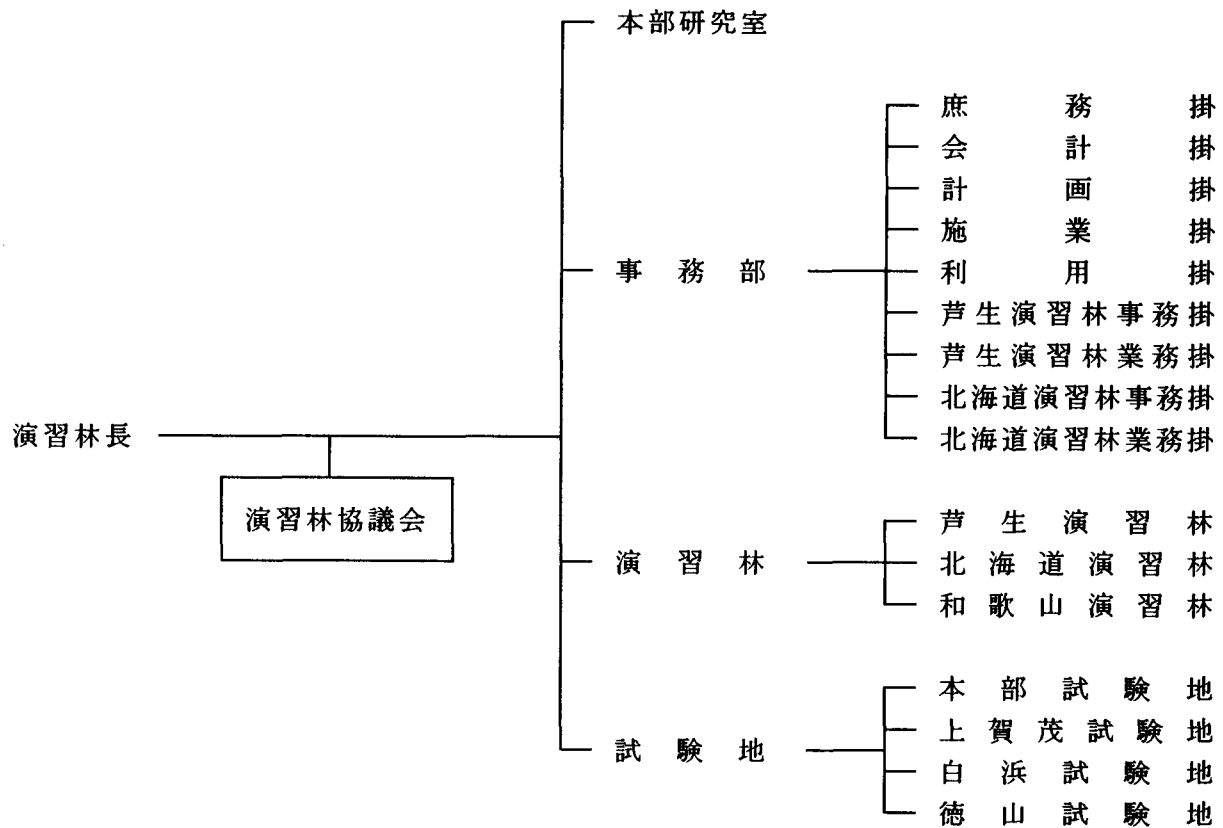 本部研究室
庶務掛
会計掛
計画掛
施業掛
事務部
利用掛
芦生演習林事務掛
芦生演習林業務掛
北海道演習林事務掛
北海道演習林業務掛
演習林長
演習林協議会
芦生演習林
演習林
北海道演習林
和歌山演習林
本部試験地
上賀茂試験地
試験地
白浜試験地
徳山試験地